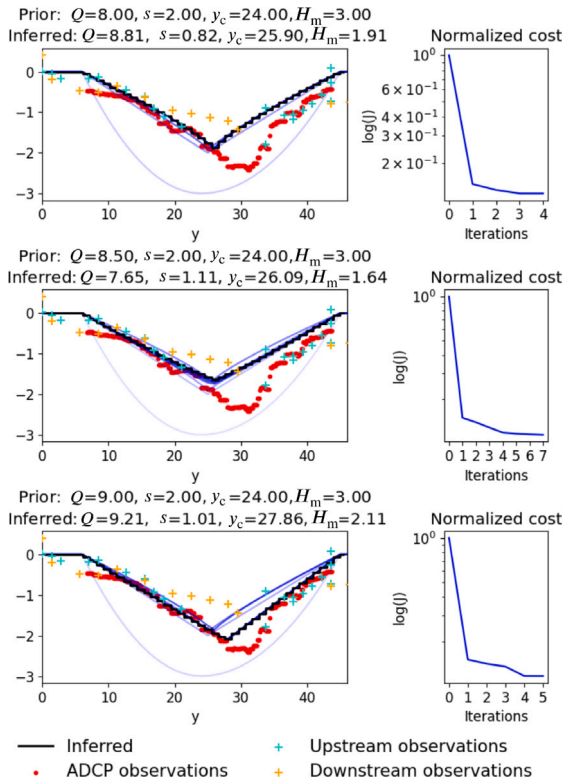 Prior: Q=8.00, s=2.00, y_c=24.00,H_m=3.00
Inferred: Q=8.81, s=0.82, y_c=25.90,H_m=1.91
Normalized cost
0
−1
−2
−3
0 10 20 30 40
y
log(J)
10^0
6×10^−1
4×10^−1
3×10^−1
2×10^−1
0 1 2 3 4
Iterations
Prior: Q=8.50, s=2.00, y_c=24.00,H_m=3.00
Inferred: Q=7.65, s=1.11, y_c=26.09,H_m=1.64
Normalized cost
0
−1
−2
−3
0 10 20 30 40
y
log(J)
10^0
0 1 2 3 4 5 6 7
Iterations
Prior: Q=9.00, s=2.00, y_c=24.00,H_m=3.00
Inferred: Q=9.21, s=1.01, y_c=27.86,H_m=2.11
Normalized cost
0
−1
−2
−3
0 10 20 30 40
y
log(J)
10^0
0 1 2 3 4 5
Iterations
Inferred
Upstream observations
ADCP observations
Downstream observations